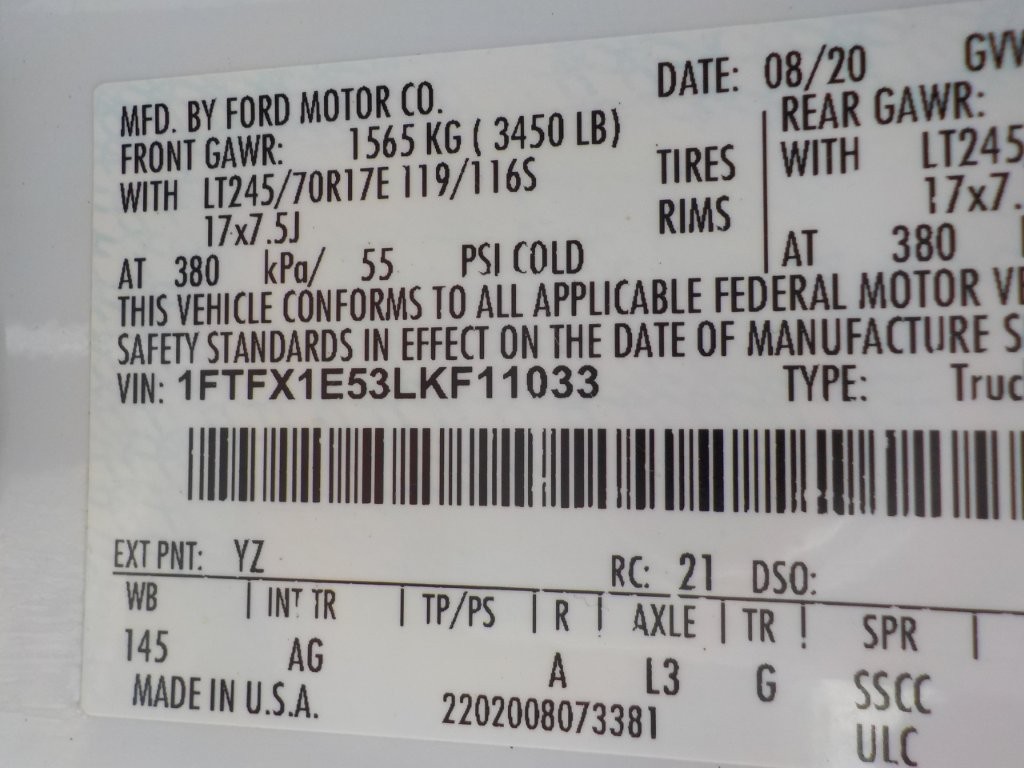 MFD. BY FORD MOTOR CO. DATE: 08/20
FRONT GAWR: 1565 KG ( 3450 LB) REAR GAWR:
WITH LT245/70R17E 119/116S TIRES WITH LT245
17x7.5J RIMS 17x7.
AT 380 kPa/ 55 PSI COLD AT 380
THIS VEHICLE CONFORMS TO ALL APPLICABLE FEDERAL MOTOR
SAFETY STANDARDS IN EFFECT ON THE DATE OF MANUFACTURE
VIN: 1FTFX1E53LKF11033 TYPE: Truc
EXT PNT: YZ RC: 21 DSO:
WB | INT TR | TP/PS | R | AXLE | TR | SPR |
145 AG A L3 G SSCC
MADE IN U.S.A. 2202008073381 ULC